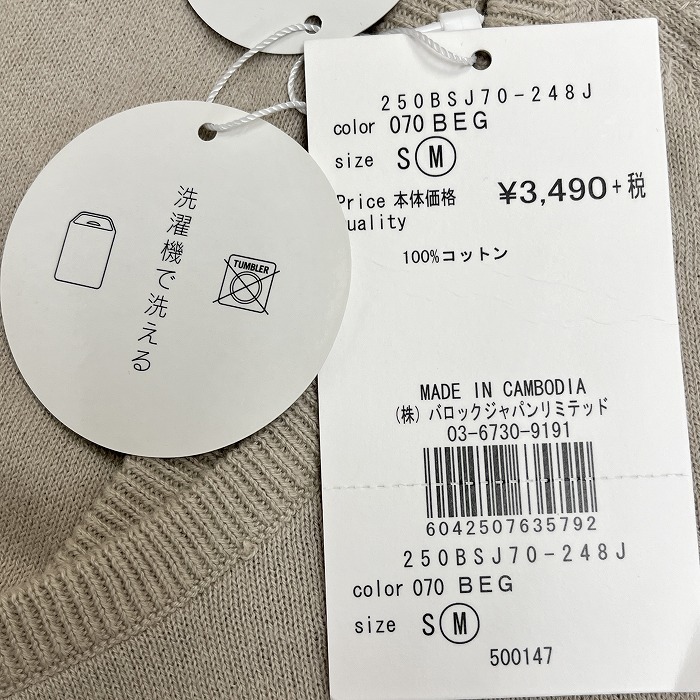 洗濯機で洗える
TUMBLER
250BSJ70-248J
color 070 BEG
size S M
Price 本体価格 ¥3,490+税
uality
100%コットン
MADE IN CAMBODIA
(株) バロックジャパンリミテッド
03-6730-9191
6042507635792
250BSJ70-248J
color 070 BEG
size S M
500147